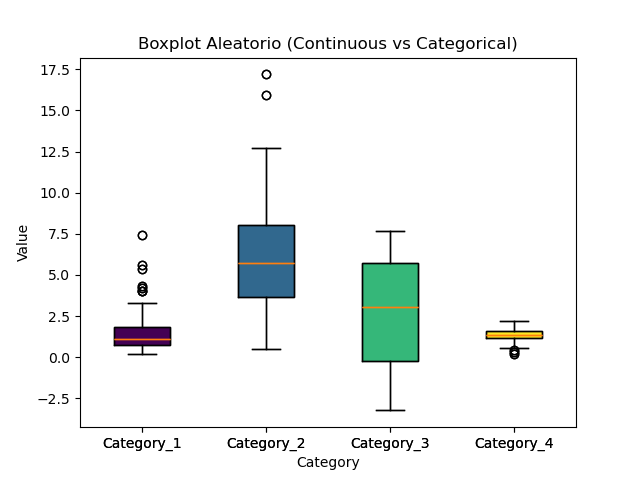 Boxplot Aleatorio (Continuous vs Categorical)
17.5
15.0
12.5
10.0
7.5
5.0
2.5
0.0
−2.5
Value
Category_1 Category_2 Category_3 Category_4
Category